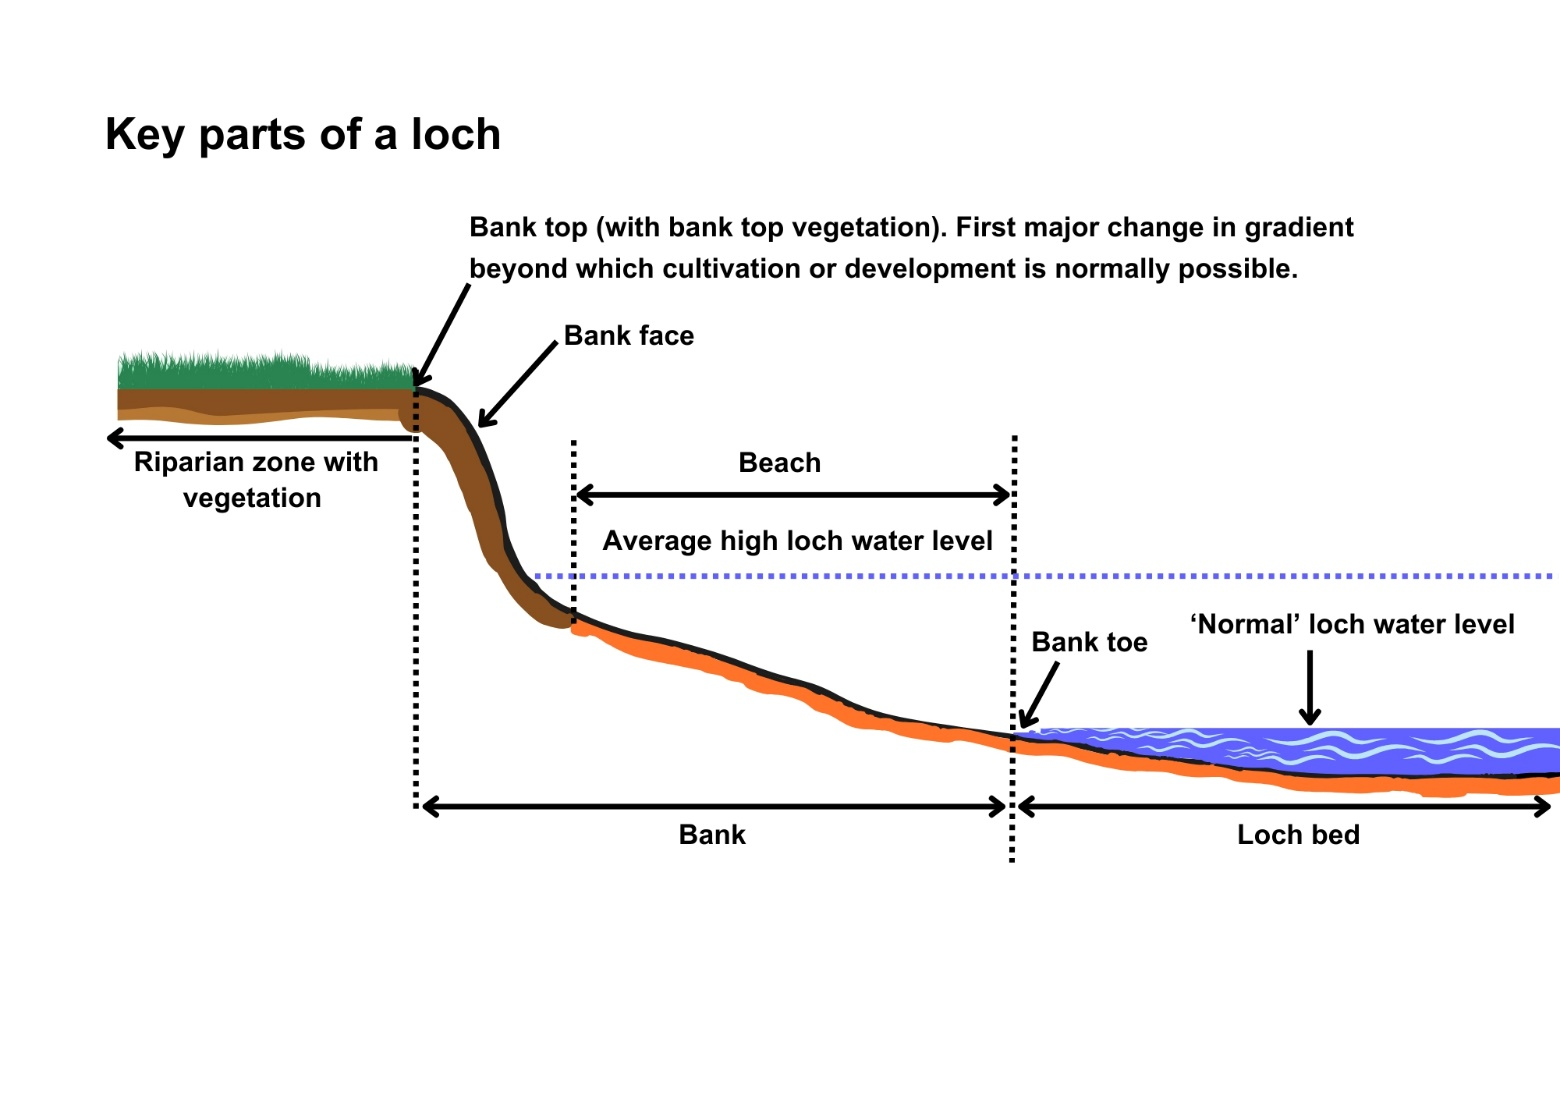 Key parts of a loch
Bank top (with bank top vegetation). First major change in gradient
beyond which cultivation or development is normally possible.
Bank face
Riparian zone with
vegetation
Beach
Average high loch water level
‘Normal’ loch water level
Bank toe
Bank
Loch bed